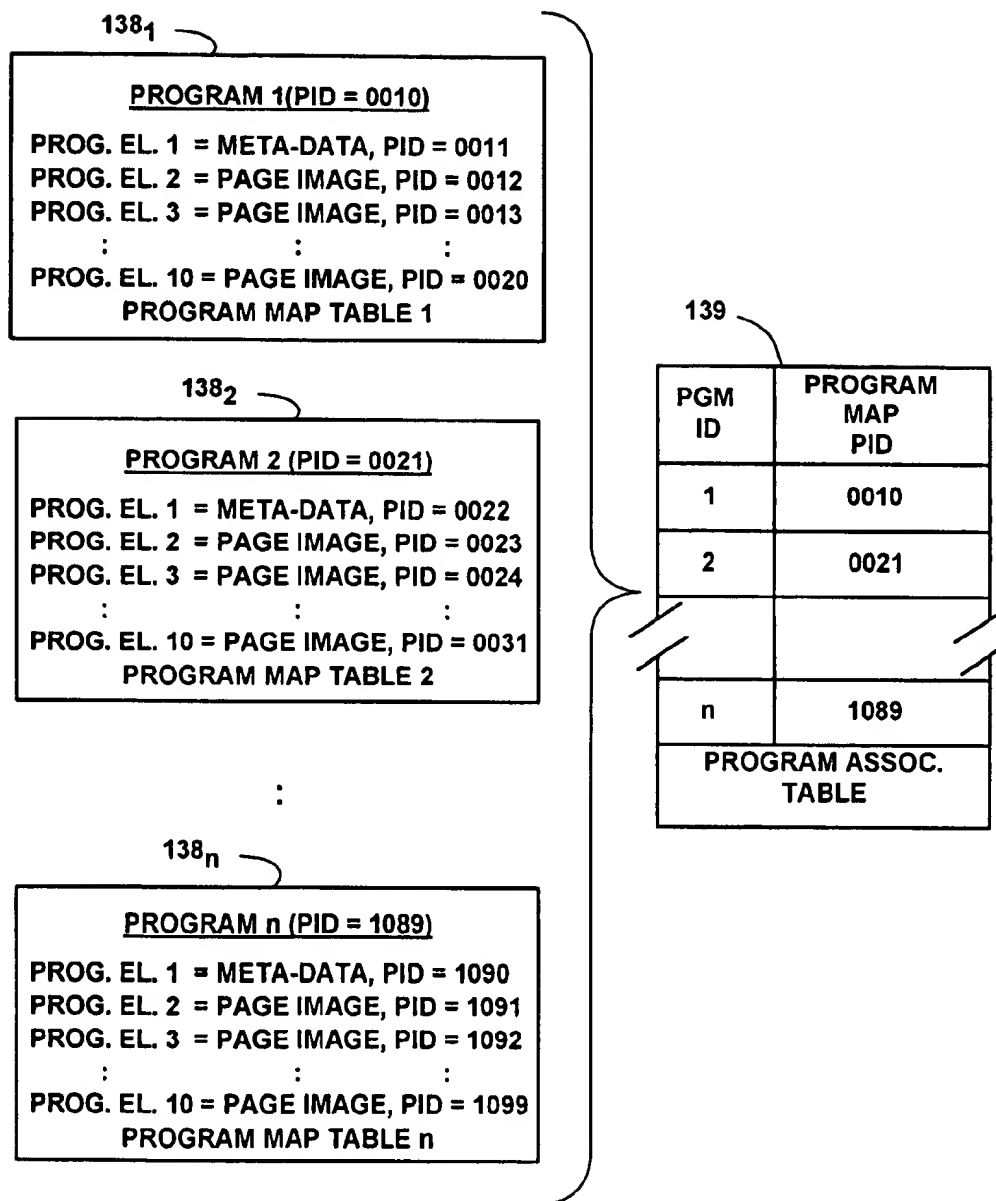 138₁
PROGRAM 1(PID = 0010)
PROG. EL. 1 = META-DATA, PID = 0011
PROG. EL. 2 = PAGE IMAGE, PID = 0012
PROG. EL. 3 = PAGE IMAGE, PID = 0013
: : :
PROG. EL. 10 = PAGE IMAGE, PID = 0020
PROGRAM MAP TABLE 1
138₂
PROGRAM 2 (PID = 0021)
PROG. EL. 1 = META-DATA, PID = 0022
PROG. EL. 2 = PAGE IMAGE, PID = 0023
PROG. EL. 3 = PAGE IMAGE, PID = 0024
: : :
PROG. EL. 10 = PAGE IMAGE, PID = 0031
PROGRAM MAP TABLE 2
:
138n
PROGRAM n (PID = 1089)
PROG. EL. 1 = META-DATA, PID = 1090
PROG. EL. 2 = PAGE IMAGE, PID = 1091
PROG. EL. 3 = PAGE IMAGE, PID = 1092
: : :
PROG. EL. 10 = PAGE IMAGE, PID = 1099
PROGRAM MAP TABLE n
139
PGM
ID
PROGRAM
MAP
PID
1 0010
2 0021
n 1089
PROGRAM ASSOC.
TABLE